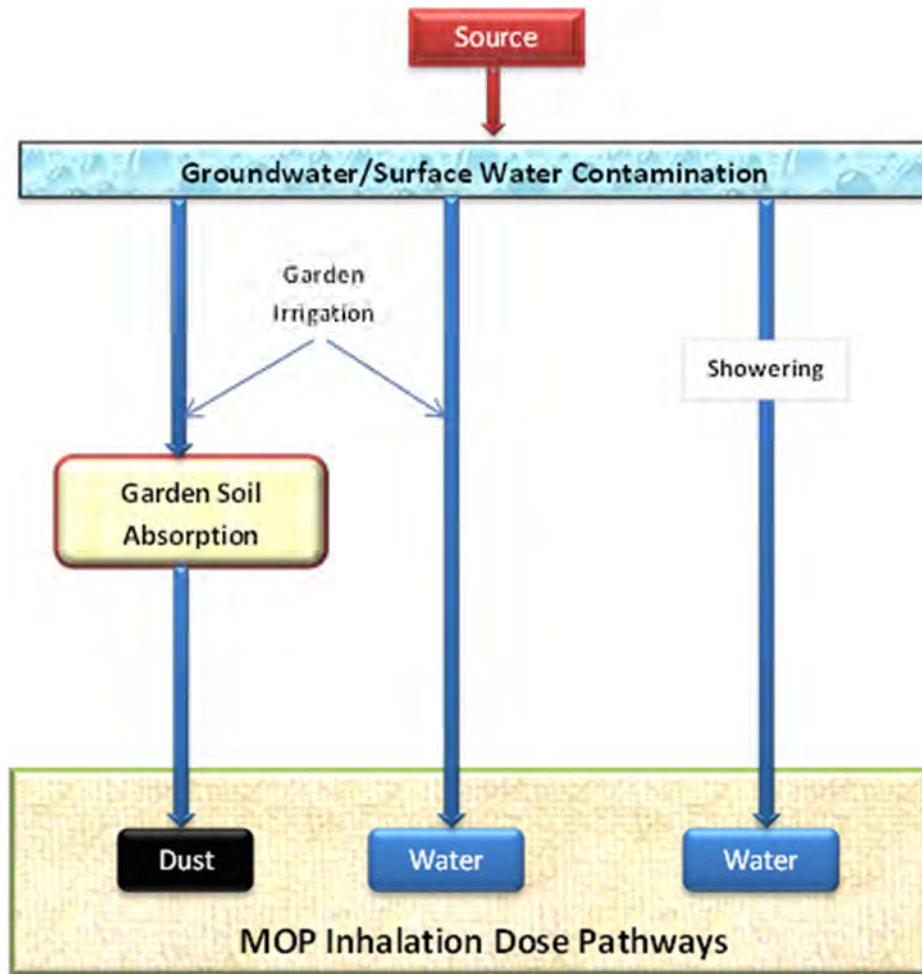 Source
Groundwater/Surface Water Contamination
Garden
Irrigation
Showering
Garden Soil
Absorption
Dust
Water
Water
MOP Inhalation Dose Pathways